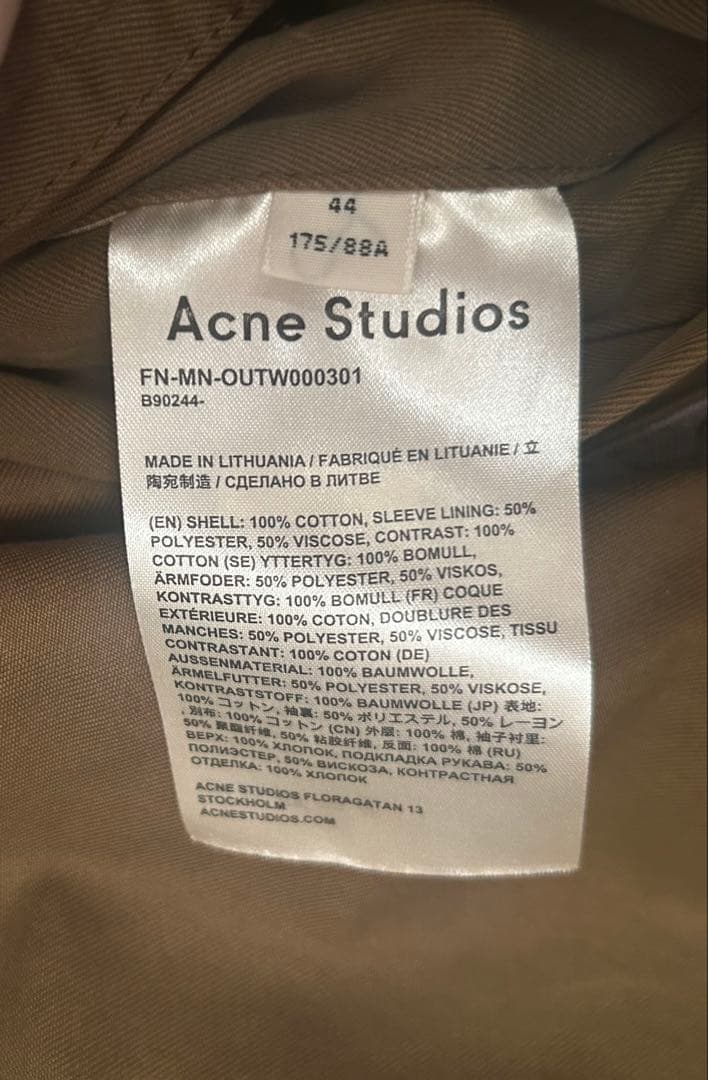 44
175/88A
Acne Studios
FN-MN-OUTW000301
B90244-
MADE IN LITHUANIA / FABRIQUÉ EN LITUANIE / 立
陶宛制造 / СДЕЛАНО В ЛИТВЕ
(EN) SHELL: 100% COTTON, SLEEVE LINING: 50%
POLYESTER, 50% VISCOSE, CONTRAST: 100%
COTTON (SE) YTTERTYG: 100% BOMULL,
ÄRMFODER: 50% POLYESTER, 50% VISKOS,
KONTRASTTYG: 100% BOMULL (FR) COQUE
EXTÉRIEURE: 100% COTON, DOUBLURE DES
MANCHES: 50% POLYESTER, 50% VISCOSE, TISSU
CONTRASTANT: 100% COTON (DE)
AUSSENMATERIAL: 100% BAUMWOLLE,
ÄRMELFUTTER: 50% POLYESTER, 50% VISKOSE,
KONTRASTSTOFF: 100% BAUMWOLLE (JP) 表地:
100% コットン, 袖裏: 50% ポリエステル, 50% レーヨン
, 別布: 100% コットン (CN) 外層: 100% 棉, 袖子衬里:
50% 聚酯纤维, 50% 粘胶纤维, 反面: 100% 棉 (RU)
ВЕРХ: 100% ХЛОПОК, ПОДКЛАДКА РУКАВА: 50%
ПОЛИЭСТЕР, 50% ВИСКОЗА, КОНТРАСТНАЯ
ОТДЕЛКА: 100% ХЛОПОК
ACNE STUDIOS FLORAGATAN 13
STOCKHOLM
ACNESTUDIOS.COM